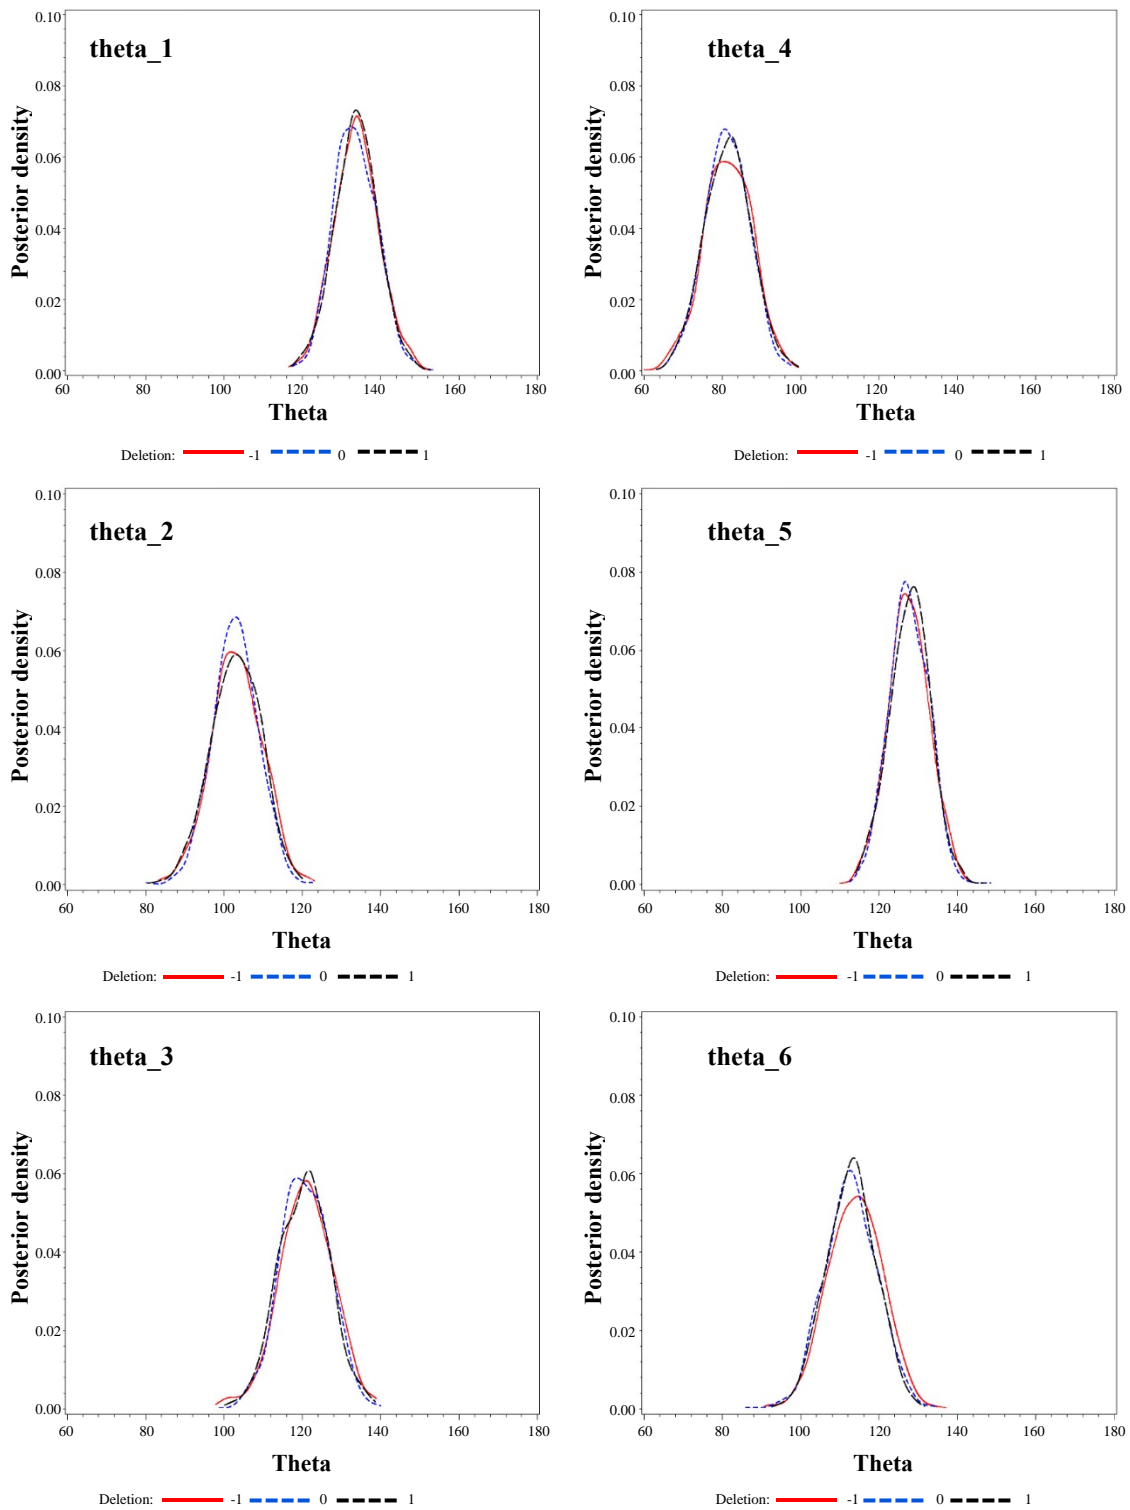 theta_1
Posterior density
0.10
0.08
0.06
0.04
0.02
0.00
60 80 100 120 140 160 180
Theta
Deletion: -1 0 1
theta_4
Posterior density
0.10
0.08
0.06
0.04
0.02
0.00
60 80 100 120 140 160 180
Theta
Deletion: -1 0 1
theta_2
Posterior density
0.10
0.08
0.06
0.04
0.02
0.00
60 80 100 120 140 160 180
Theta
Deletion: -1 0 1
theta_5
Posterior density
0.10
0.08
0.06
0.04
0.02
0.00
60 80 100 120 140 160 180
Theta
Deletion: -1 0 1
theta_3
Posterior density
0.10
0.08
0.06
0.04
0.02
0.00
60 80 100 120 140 160 180
Theta
Deletion: -1 0 1
theta_6
Posterior density
0.10
0.08
0.06
0.04
0.02
0.00
60 80 100 120 140 160 180
Theta
Deletion: -1 0 1